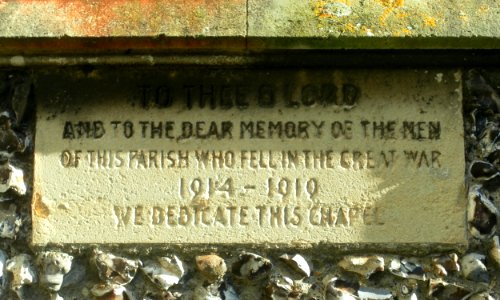 TO THEE O LORD
AND TO THE DEAR MEMORY OF THE MEN
OF THIS PARISH WHO FELL IN THE GREAT WAR
1914 - 1919
WE DEDICATE THIS CHAPEL